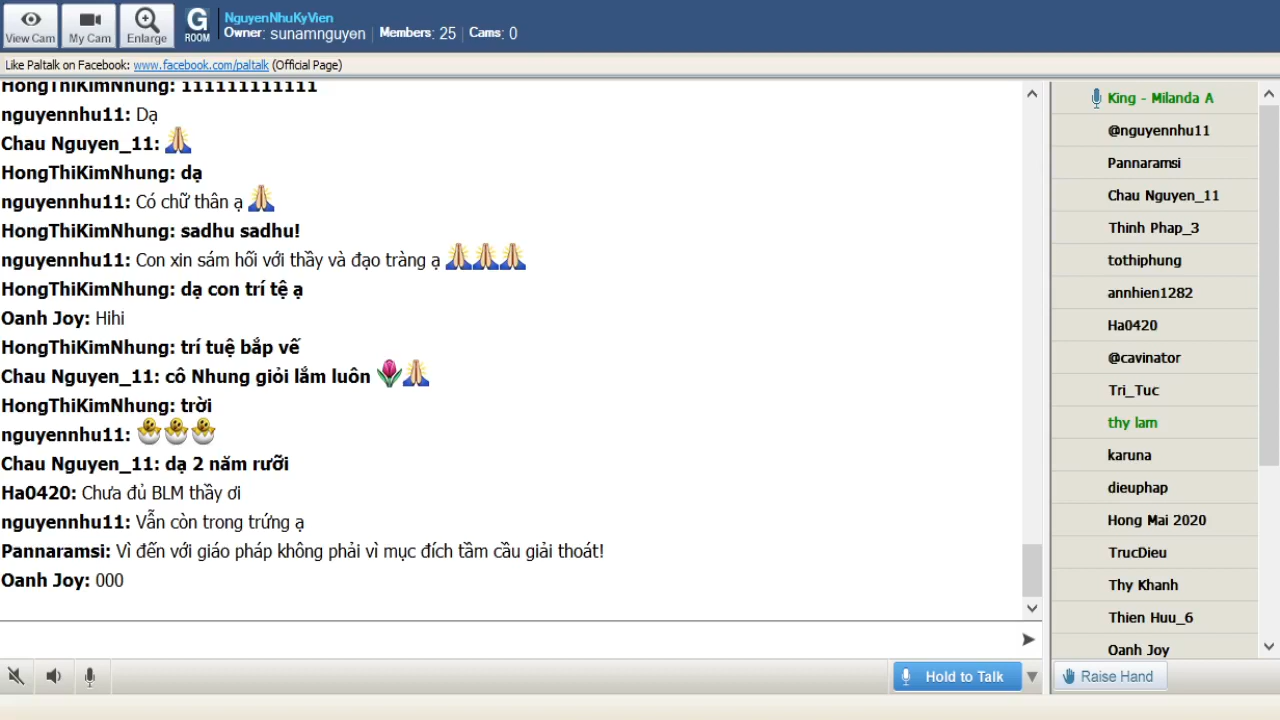 View Cam
My Cam
Enlarge
G
ROOM
NguyenNhuKyVien
Owner: sunamnguyen | Members: 25 | Cams: 0
Like Paltalk on Facebook: www.facebook.com/paltalk (Official Page)
HongThiKimNhung: 111111111111
nguyennhu11: Dạ
Chau Nguyen_11:
HongThiKimNhung: dạ
nguyennhu11: Có chữ thân ạ
HongThiKimNhung: sadhu sadhu!
nguyennhu11: Con xin sám hối với thầy và đạo tràng ạ
HongThiKimNhung: dạ con trí tệ ạ
Oanh Joy: Hihi
HongThiKimNhung: trí tuệ bắp vế
Chau Nguyen_11: cô Nhung giỏi lắm luôn
HongThiKimNhung: trời
nguyennhu11:
Chau Nguyen_11: dạ 2 năm rưỡi
Ha0420: Chưa đủ BLM thầy ơi
nguyennhu11: Vẫn còn trong trứng ạ
Pannaramsi: Vì đến với giáo pháp không phải vì mục đích tầm cầu giải thoát!
Oanh Joy: 000
Hold to Talk
King - Milanda A
@nguyennhu11
Pannaramsi
Chau Nguyen_11
Thinh Phap_3
tothiphung
annhien1282
Ha0420
@cavinator
Tri_Tuc
thy lam
karuna
dieuphap
Hong Mai 2020
TrucDieu
Thy Khanh
Thien Huu_6
Oanh Joy
Raise Hand